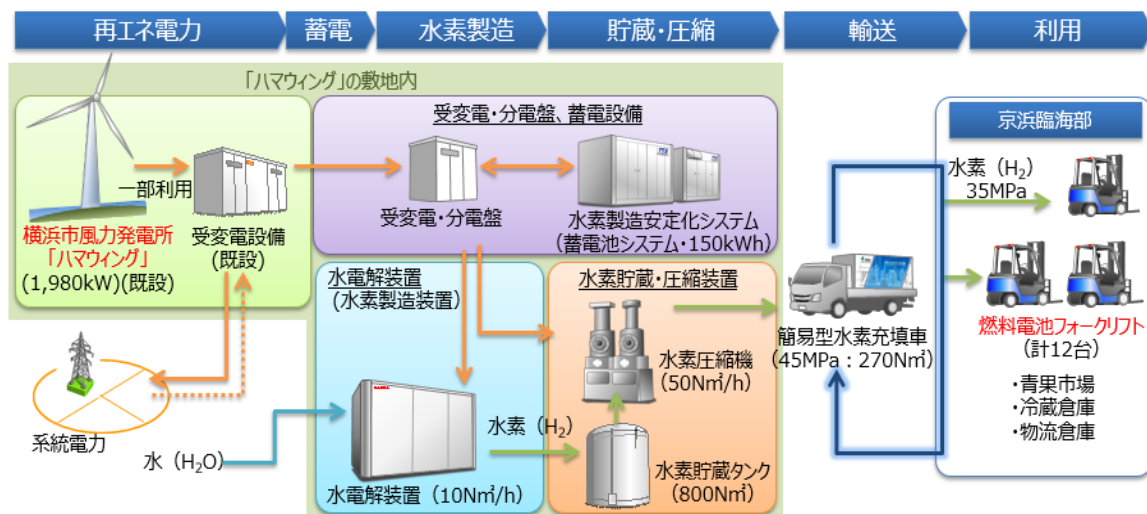 再エネ電力
蓄電
水素製造
貯蔵・圧縮
輸送
利用
「ハマウィング」の敷地内
一部利用
横浜市風力発電所
「ハマウィング」
(1,980kW)(既設)
受変電設備
(既設)
系統電力
水（H₂O）
受変電・分電盤、蓄電設備
受変電・分電盤
水素製造安定化システム
(蓄電池システム・150kWh)
水電解装置
(水素製造装置)
水電解装置（10N㎥/h）
水素（H₂）
水素貯蔵・圧縮装置
水素圧縮機
(50N㎥/h)
水素貯蔵タンク
(800N㎥)
簡易型水素充填車
(45MPa：270N㎥)
京浜臨海部
水素（H₂）
35MPa
燃料電池フォークリフト
(計12台)
・青果市場
・冷蔵倉庫
・物流倉庫